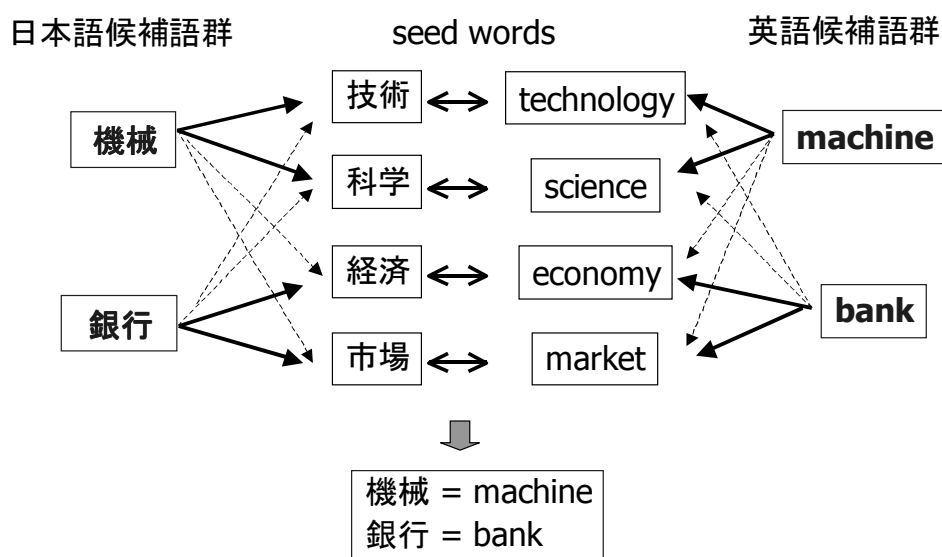 日本語候補語群 seed words 英語候補語群
技術 technology
機械 machine
科学 science
経済 economy
銀行 bank
市場 market
機械 = machine
銀行 = bank